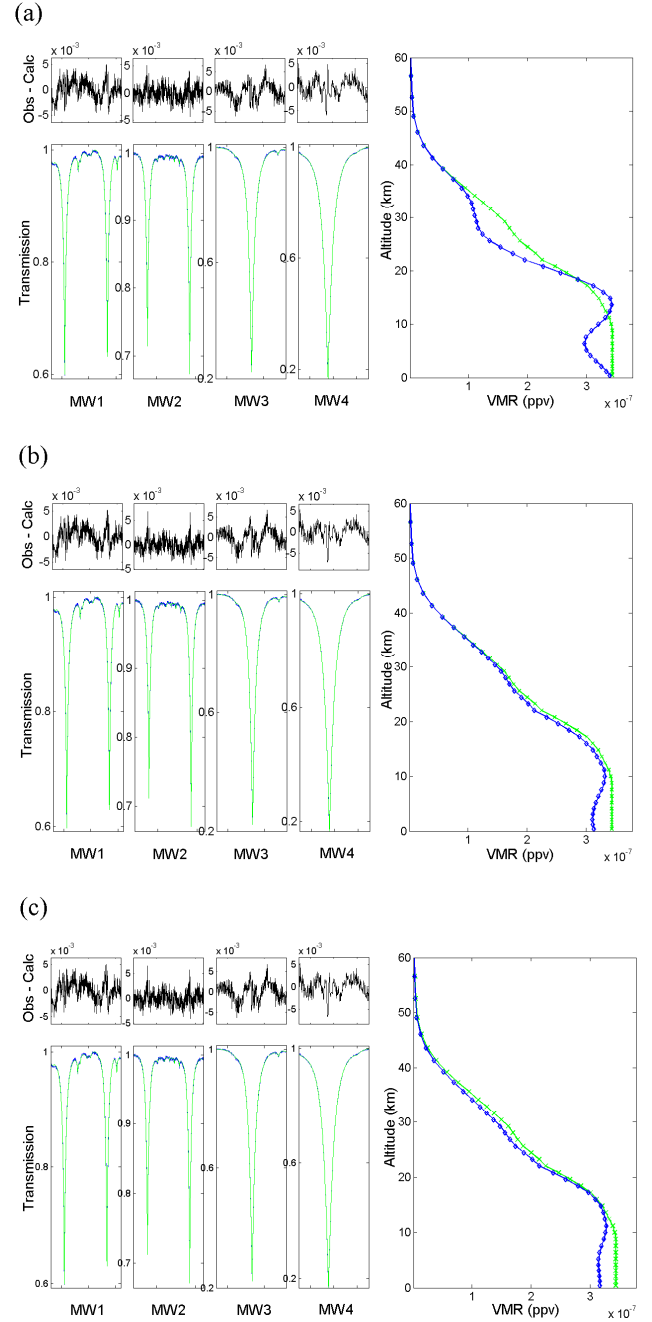 (a)
x 10-3 x 10-3 x 10-3 x 10-3
Obs - Calc
5 0 -5
5 0 -5
5 0 -5
5 0 -5
Transmission
1 0.8 0.6
1 0.9 0.8 0.7
1 0.6 0.2
1 0.6 0.2
MW1 MW2 MW3 MW4
Altitude (km)
60
50
40
30
20
10
0
1 2 3
VMR (ppv) x 10-7
(b)
x 10-3 x 10-3 x 10-3 x 10-3
Obs - Calc
5 0 -5
5 0 -5
5 0 -5
5 0 -5
Transmission
1 0.8 0.6
1 0.9 0.8 0.7
1 0.6 0.2
1 0.6 0.2
MW1 MW2 MW3 MW4
Altitude (km)
60
50
40
30
20
10
0
1 2 3
VMR (ppv) x 10-7
(c)
x 10-3 x 10-3 x 10-3 x 10-3
Obs - Calc
5 0 -5
5 0 -5
5 0 -5
5 0 -5
Transmission
1 0.8 0.6
1 0.9 0.8 0.7
1 0.6 0.2
1 0.6 0.2
MW1 MW2 MW3 MW4
Altitude (km)
60
50
40
30
20
10
0
1 2 3
VMR (ppv) x 10-7